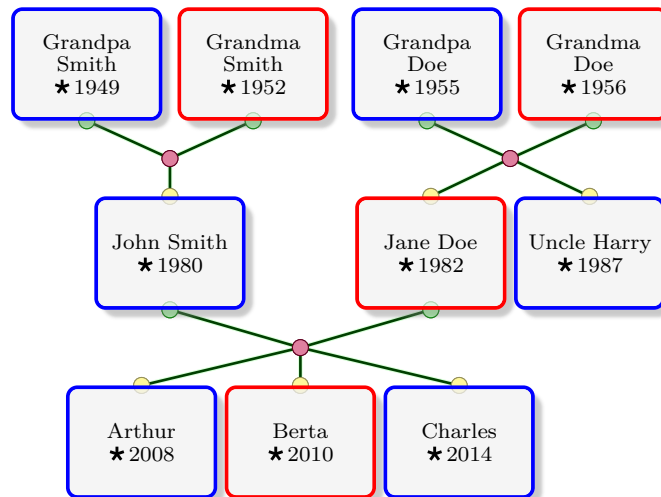 Grandpa
Smith
★ 1949
Grandma
Smith
★ 1952
Grandpa
Doe
★ 1955
Grandma
Doe
★ 1956
John Smith
★ 1980
Jane Doe
★ 1982
Uncle Harry
★ 1987
Arthur
★ 2008
Berta
★ 2010
Charles
★ 2014